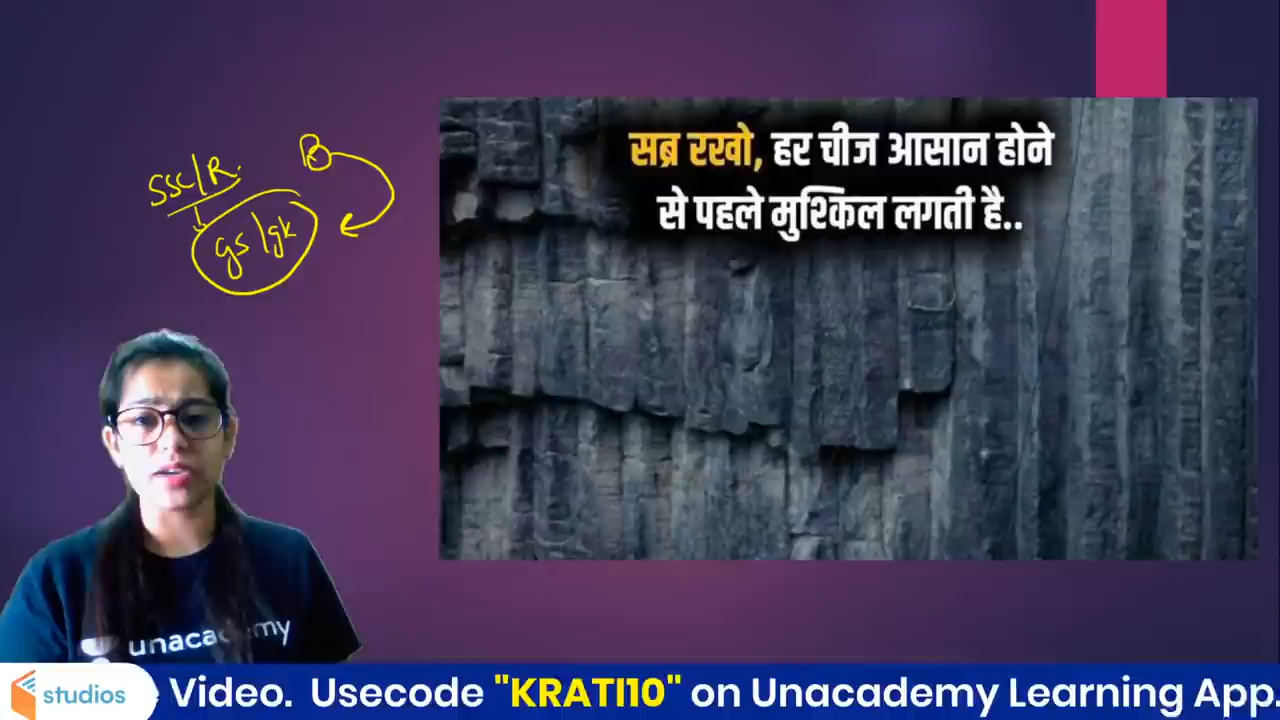 सब्र रखो, हर चीज आसान होने
से पहले मुश्किल लगती है..
SSC/R.
B
gs/gk
unacademy
studios
Video. Usecode "KRATI10" on Unacademy Learning App.